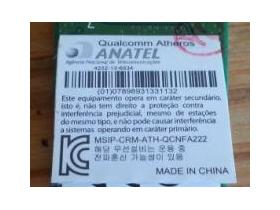 Qualcomm Atheros
ANATEL
Agência Nacional de Telecomunicações
4232-13-6034
(01)07898931331132
Este equipamento opera em caráter secundário,
isto é, não tem direito a proteção contra
interferência prejudicial, mesmo de estações
do mesmo tipo, e não pode causar interferência
a sistemas operando em caráter primário.
MSIP-CRM-ATH-QCNFA222
해당 무선설비는 운용 중
전파혼신 가능성이 있음
MADE IN CHINA